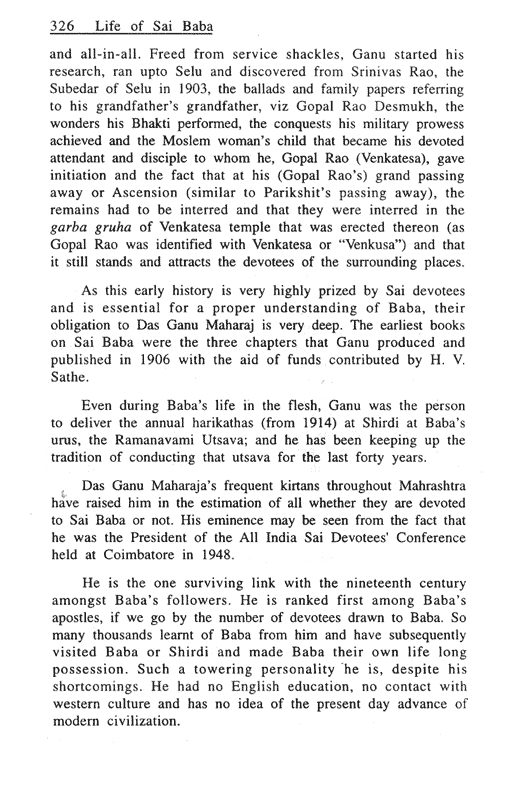 326 Life of Sai Baba
and all-in-all. Freed from service shackles, Ganu started his
research, ran upto Selu and discovered from Srinivas Rao, the
Subedar of Selu in 1903, the ballads and family papers referring
to his grandfather's grandfather, viz Gopal Rao Desmukh, the
wonders his Bhakti performed, the conquests his military prowess
achieved and the Moslem woman's child that became his devoted
attendant and disciple to whom he, Gopal Rao (Venkatesa), gave
initiation and the fact that at his (Gopal Rao's) grand passing
away or Ascension (similar to Parikshit's passing away), the
remains had to be interred and that they were interred in the
garba gruha of Venkatesa temple that was erected thereon (as
Gopal Rao was identified with Venkatesa or “Venkusa”) and that
it still stands and attracts the devotees of the surrounding places.
As this early history is very highly prized by Sai devotees
and is essential for a proper understanding of Baba, their
obligation to Das Ganu Maharaj is very deep. The earliest books
on Sai Baba were the three chapters that Ganu produced and
published in 1906 with the aid of funds contributed by H. V.
Sathe.
Even during Baba's life in the flesh, Ganu was the person
to deliver the annual harikathas (from 1914) at Shirdi at Baba's
urus, the Ramanavami Utsava; and he has been keeping up the
tradition of conducting that utsava for the last forty years.
Das Ganu Maharaja's frequent kirtans throughout Mahrashtra
have raised him in the estimation of all whether they are devoted
to Sai Baba or not. His eminence may be seen from the fact that
he was the President of the All India Sai Devotees' Conference
held at Coimbatore in 1948.
He is the one surviving link with the nineteenth century
amongst Baba's followers. He is ranked first among Baba's
apostles, if we go by the number of devotees drawn to Baba. So
many thousands learnt of Baba from him and have subsequently
visited Baba or Shirdi and made Baba their own life long
possession. Such a towering personality he is, despite his
shortcomings. He had no English education, no contact with
western culture and has no idea of the present day advance of
modern civilization.